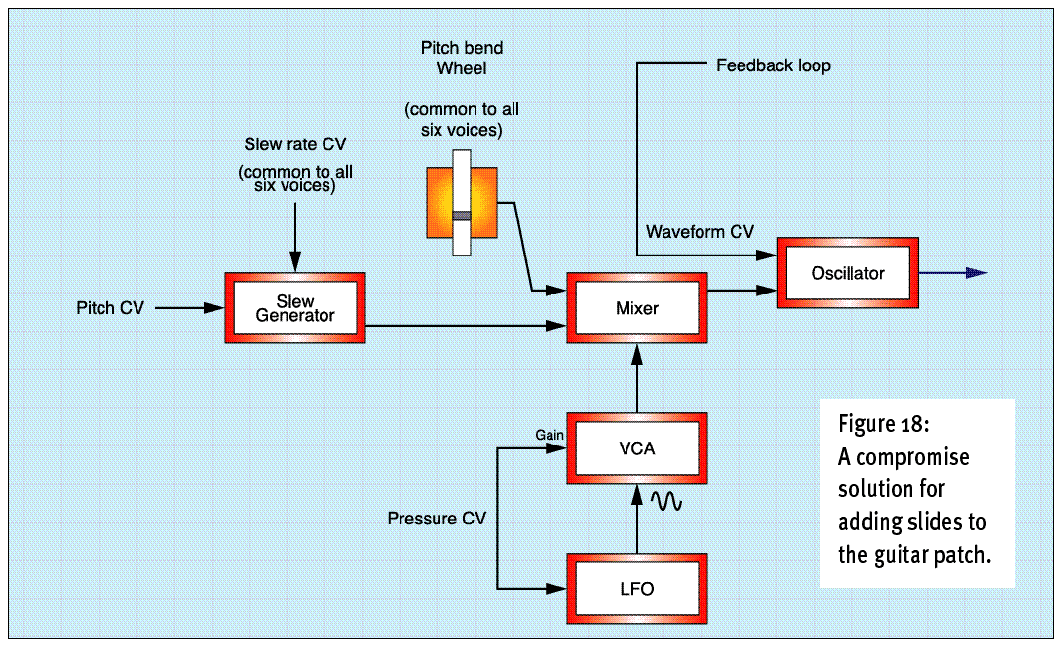 Pitch bend
Wheel
(common to all
six voices)
Feedback loop
Slew rate CV
(common to all
six voices)
Waveform CV
Oscillator
Pitch CV
Slew
Generator
Mixer
Gain
VCA
Pressure CV
LFO
Figure 18:
A compromise
solution for
adding slides to
the guitar patch.